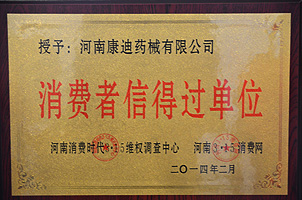 授予：河南康迪药械有限公司
消费者信得过单位
河南消费时代3·15维权调查中心 河南3·15消费网
二〇一四年二月